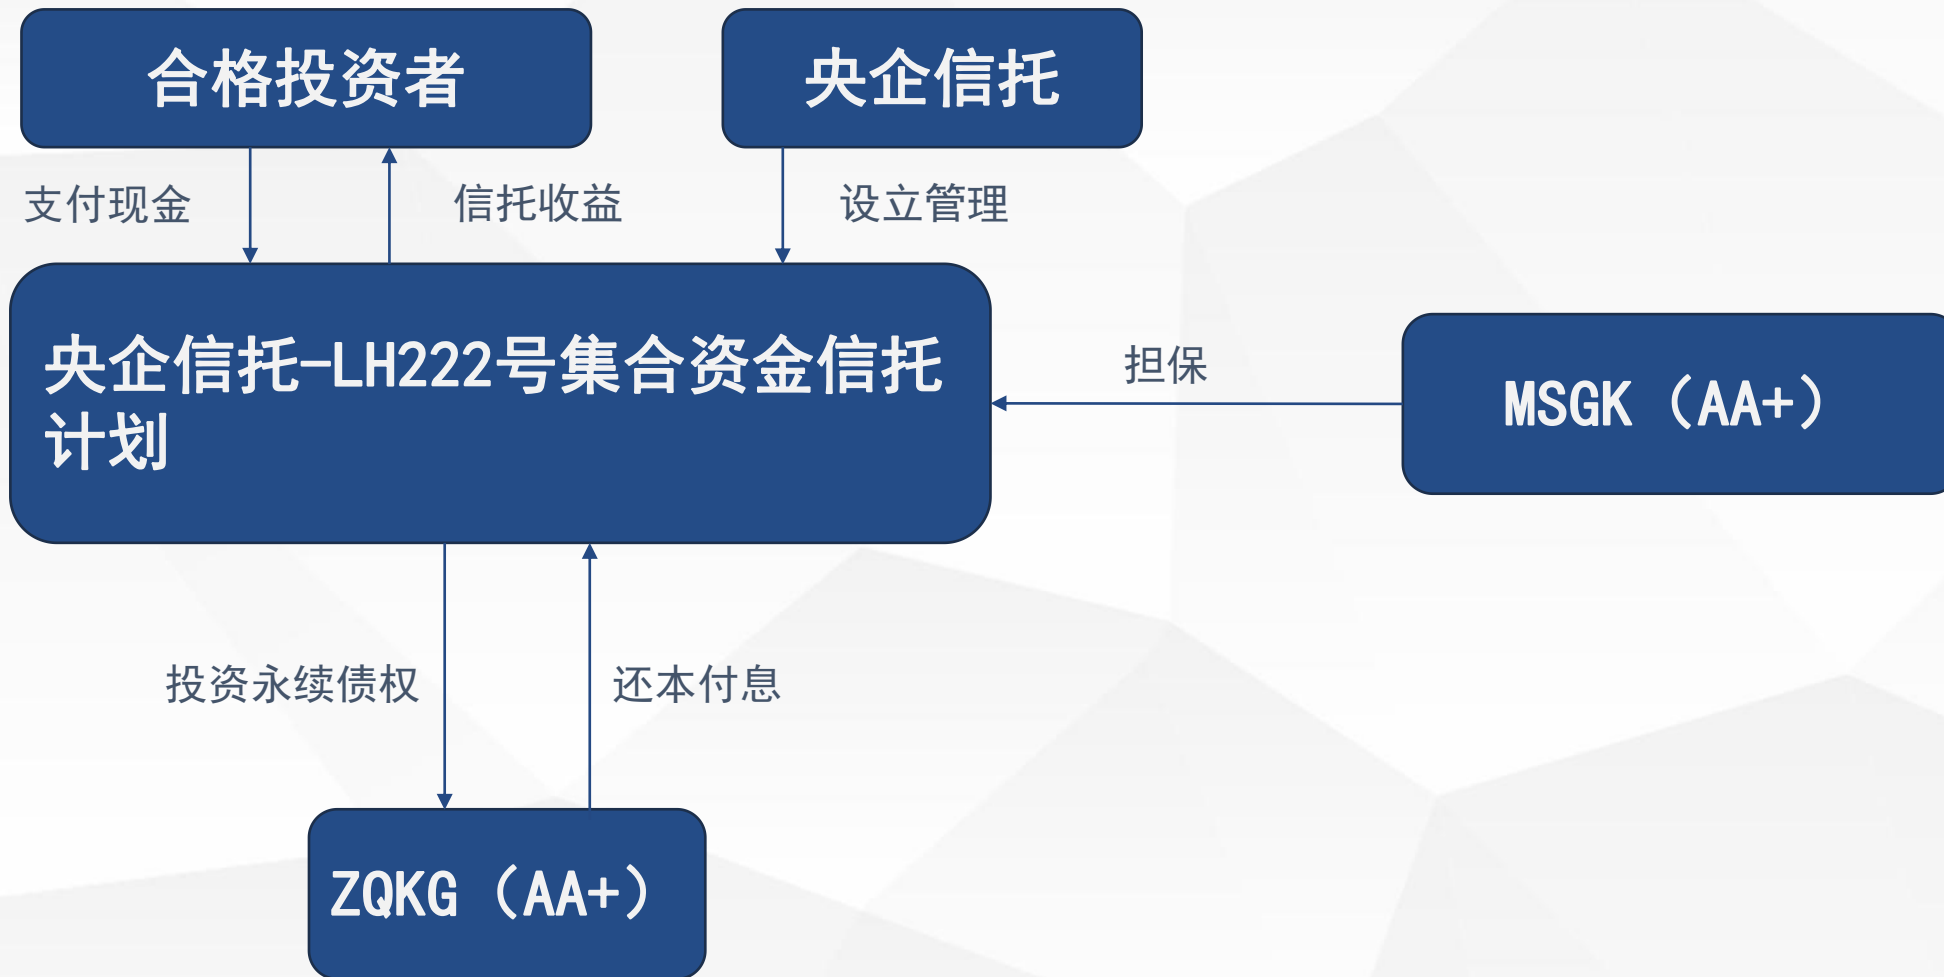 合格投资者
央企信托
支付现金
信托收益
设立管理
央企信托-LH222号集合资金信托
计划
担保
MSGK（AA+）
投资永续债权
还本付息
ZQKG（AA+）